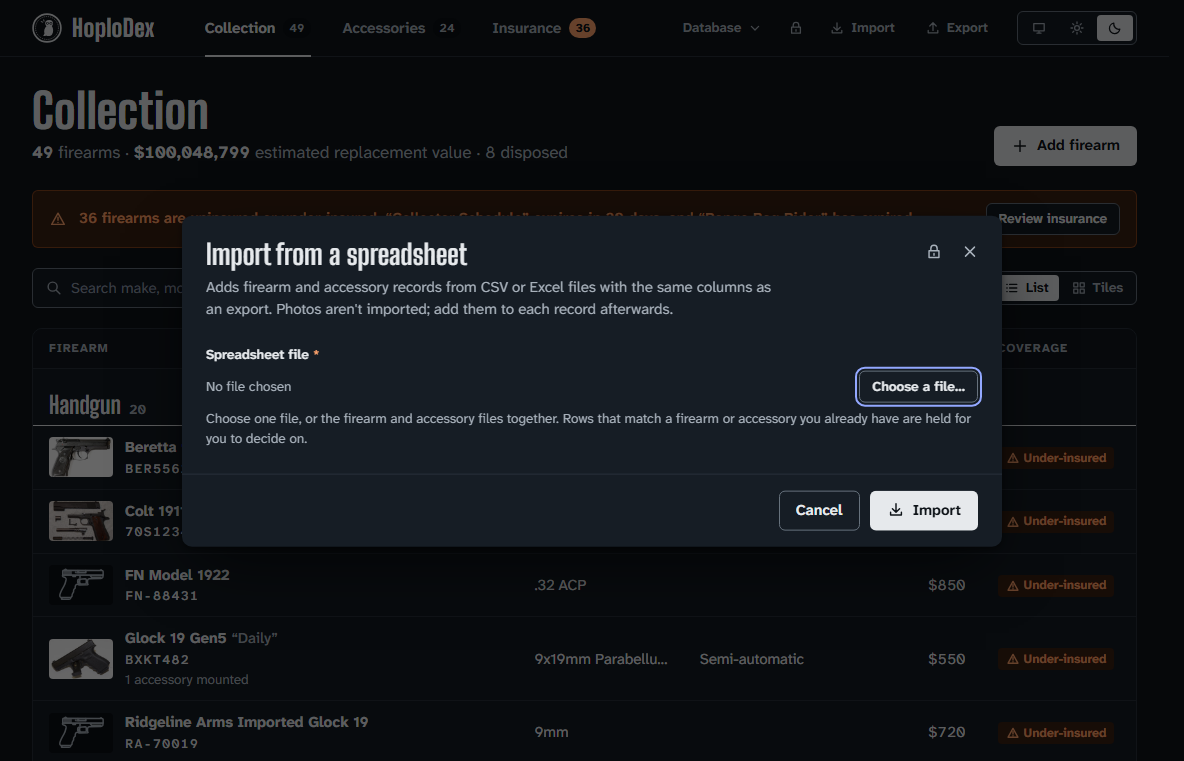 HoploDex
Collection 49
Accessories 24
Insurance 36
Database
Import
Export
Collection
49 firearms · $100,048,799 estimated replacement value · 8 disposed
Add firearm
36 firearms are
Review insurance
Search make, mo
List
Tiles
Import from a spreadsheet
Adds firearm and accessory records from CSV or Excel files with the same columns as
an export. Photos aren't imported; add them to each record afterwards.
Spreadsheet file *
No file chosen
Choose a file...
Choose one file, or the firearm and accessory files together. Rows that match a firearm or accessory you already have are held for
you to decide on.
Cancel
Import
FIREARM
COVERAGE
Handgun 20
Beretta
BER556
Under-insured
Colt 191
70S123
Under-insured
FN Model 1922
FN-88431
.32 ACP
$850
Under-insured
Glock 19 Gen5 “Daily”
BXKT482
1 accessory mounted
9x19mm Parabellu...
Semi-automatic
$550
Under-insured
Ridgeline Arms Imported Glock 19
RA-70019
9mm
$720
Under-insured